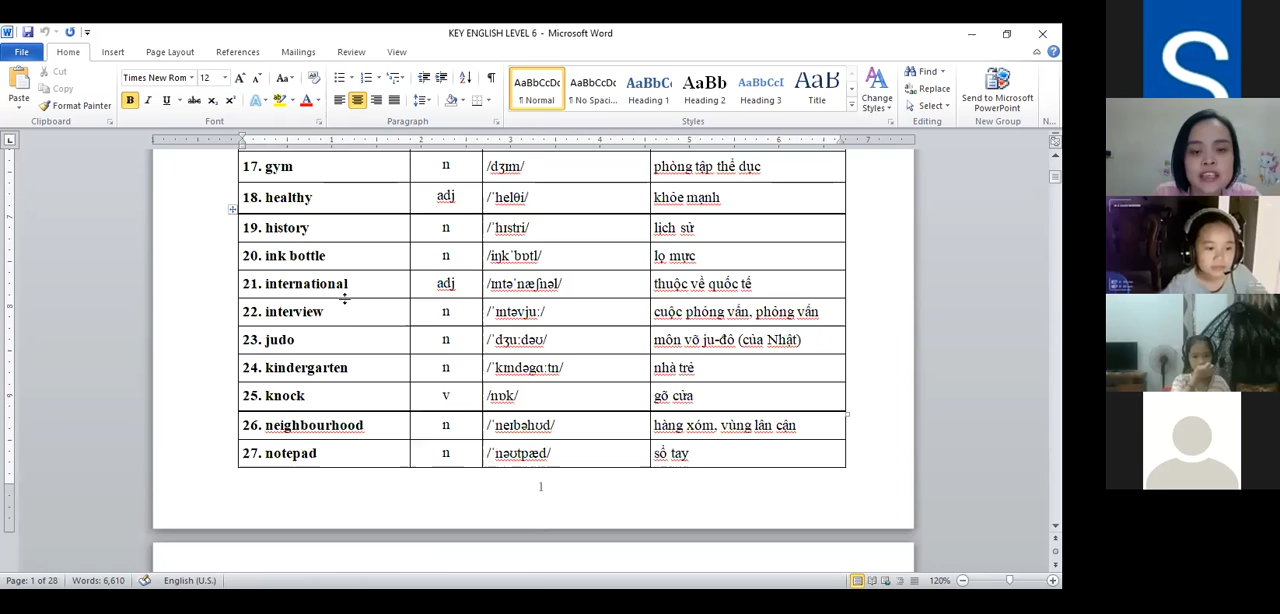 KEY ENGLISH LEVEL 6 - Microsoft Word
File Home Insert Page Layout References Mailings Review View
Paste
Cut
Copy
Format Painter
Clipboard
Times New Rom 12
Font
Paragraph
AaBbCcDc AaBbCcDc AaBbC AaBb AaBbCcI AaB
¶ Normal ¶ No Spaci... Heading 1 Heading 2 Heading 3 Title
Change Styles
Styles
Find
Replace
Select
Editing
Send to Microsoft PowerPoint
New Group
N...
17. gym n /dʒɪm/ phòng tập thể dục
18. healthy adj /ˈhelθi/ khỏe mạnh
19. history n /ˈhɪstri/ lịch sử
20. ink bottle n /iŋkˈbɒtl/ lọ mực
21. international adj /ɪntəˈnæʃnəl/ thuộc về quốc tế
22. interview n /ˈɪntəvjuː/ cuộc phỏng vấn, phỏng vấn
23. judo n /ˈdʒuːdəʊ/ môn võ ju-đô (của Nhật)
24. kindergarten n /ˈkɪndəgɑːtn/ nhà trẻ
25. knock v /nɒk/ gõ cửa
26. neighbourhood n /ˈneɪbəhʊd/ hàng xóm, vùng lân cận
27. notepad n /ˈnəʊtpæd/ sổ tay
1
Page: 1 of 28 Words: 6,610 English (U.S.) 120%
S